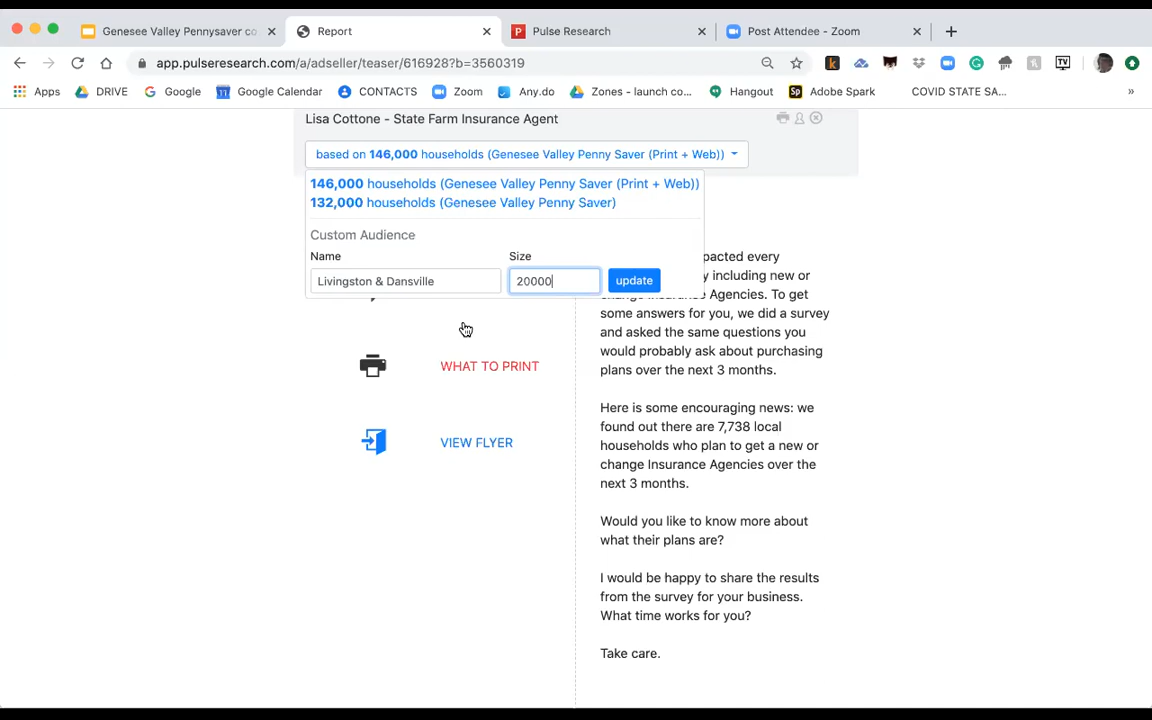 Genesee Valley Pennysaver co
Report
Pulse Research
Post Attendee - Zoom
app.pulseresearch.com/a/adseller/teaser/616928?b=3560319
Apps
DRIVE
Google
Google Calendar
CONTACTS
Zoom
Any.do
Zones - launch co...
Hangout
Adobe Spark
COVID STATE SA...
Lisa Cottone - State Farm Insurance Agent
based on 146,000 households (Genesee Valley Penny Saver (Print + Web))
146,000 households (Genesee Valley Penny Saver (Print + Web))
132,000 households (Genesee Valley Penny Saver)
Custom Audience
Name
Size
Livingston & Dansville
20000
update
WHAT TO PRINT
VIEW FLYER
pacted every
y including new or
Insurance Agencies. To get
some answers for you, we did a survey
and asked the same questions you
would probably ask about purchasing
plans over the next 3 months.
Here is some encouraging news: we
found out there are 7,738 local
households who plan to get a new or
change Insurance Agencies over the
next 3 months.
Would you like to know more about
what their plans are?
I would be happy to share the results
from the survey for your business.
What time works for you?
Take care.